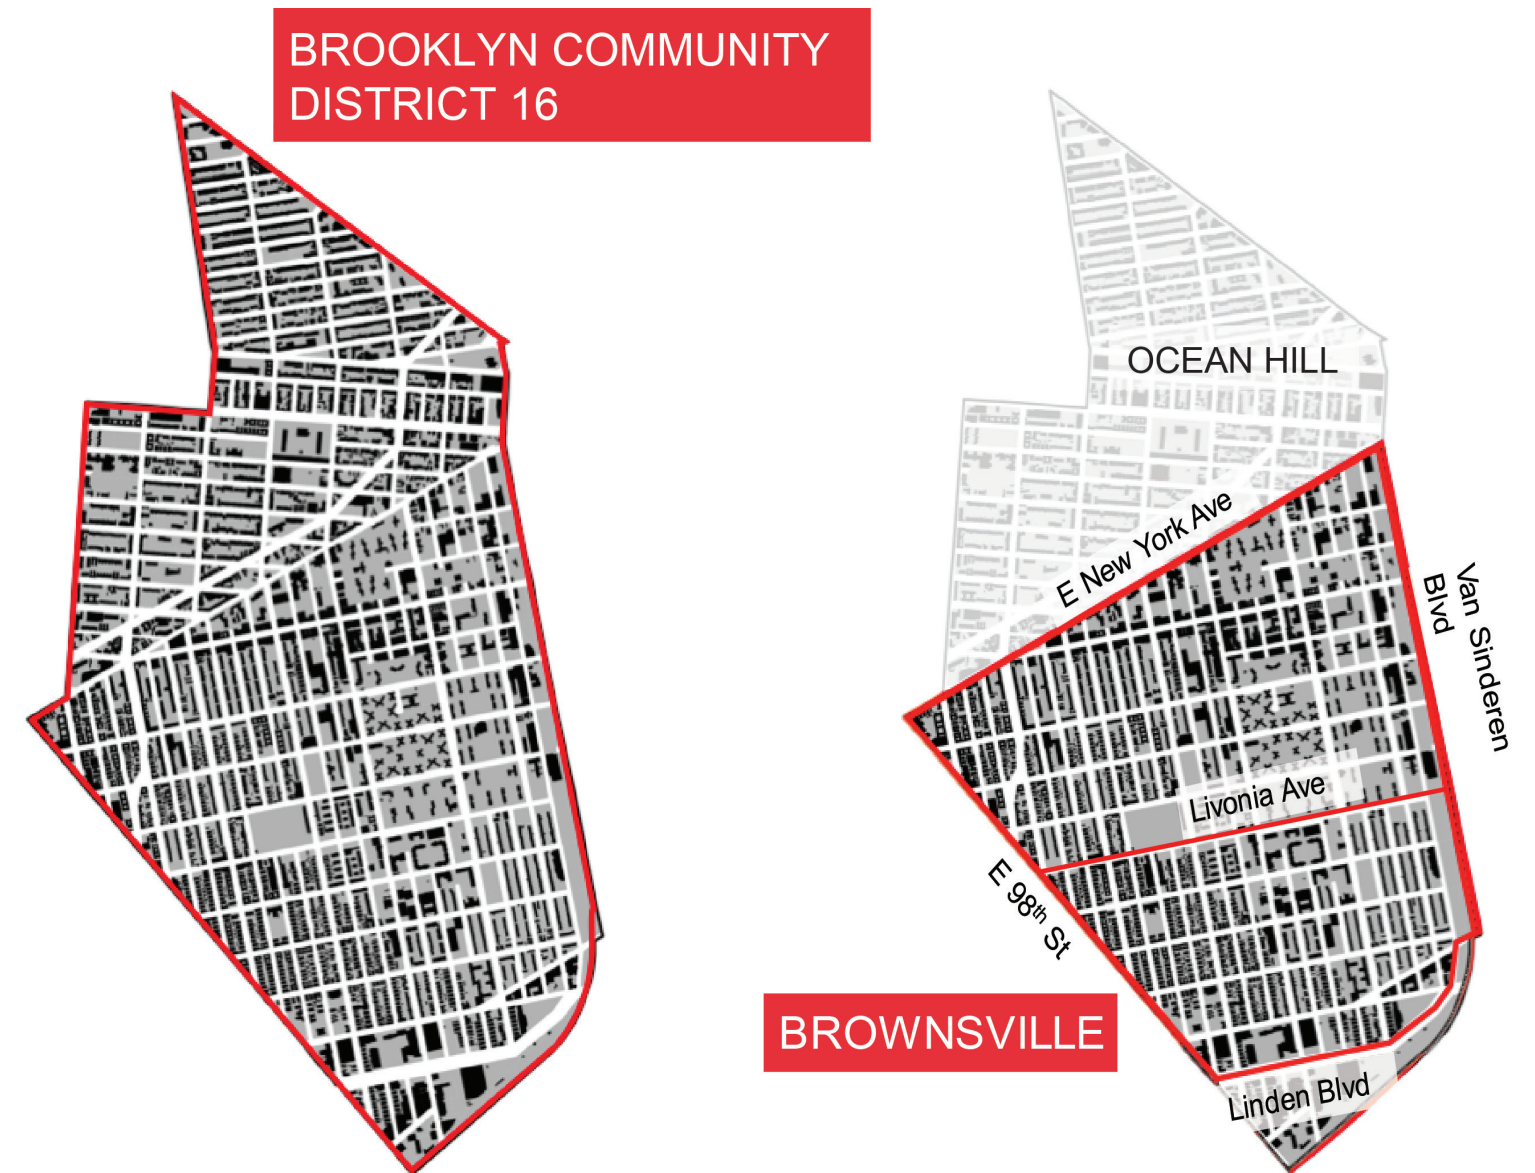 BROOKLYN COMMUNITY
DISTRICT 16
OCEAN HILL
E New York Ave
Van Sinderen
Blvd
Livonia Ave
E 98th St
BROWNSVILLE
Linden Blvd